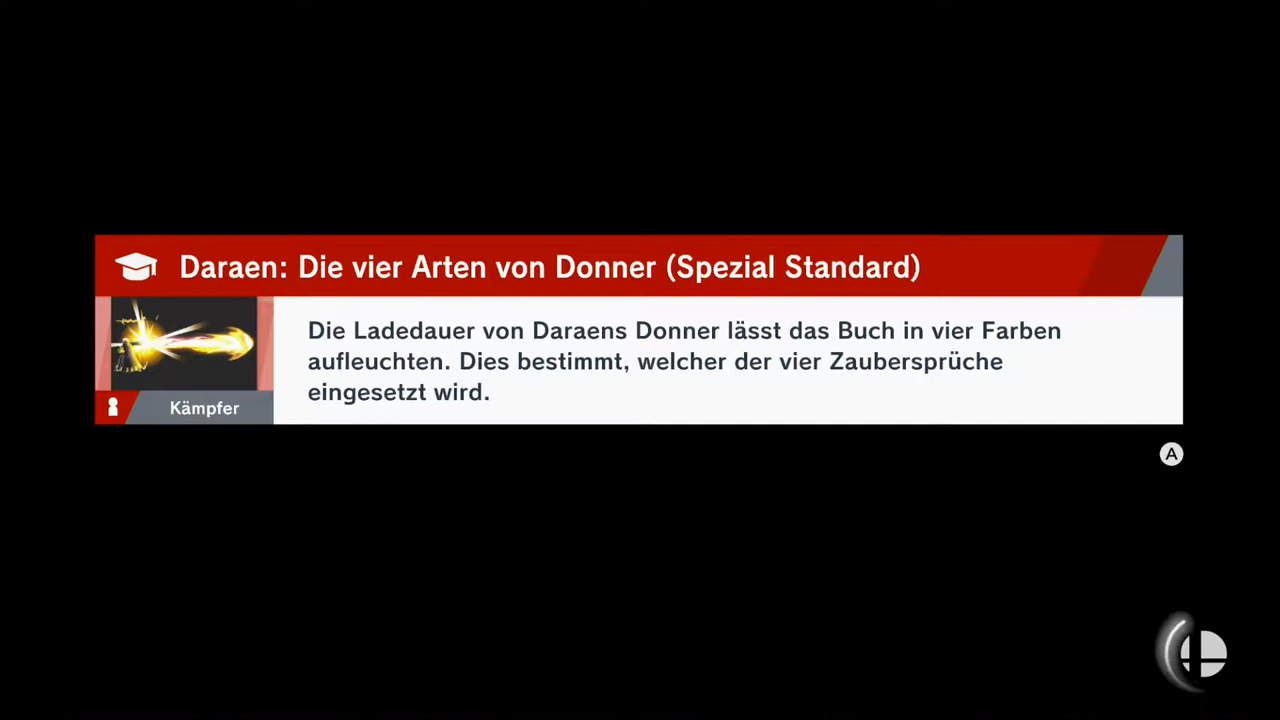 Daraen: Die vier Arten von Donner (Spezial Standard)
Die Ladedauer von Daraens Donner lässt das Buch in vier Farben
aufleuchten. Dies bestimmt, welcher der vier Zaubersprüche
eingesetzt wird.
Kämpfer
A